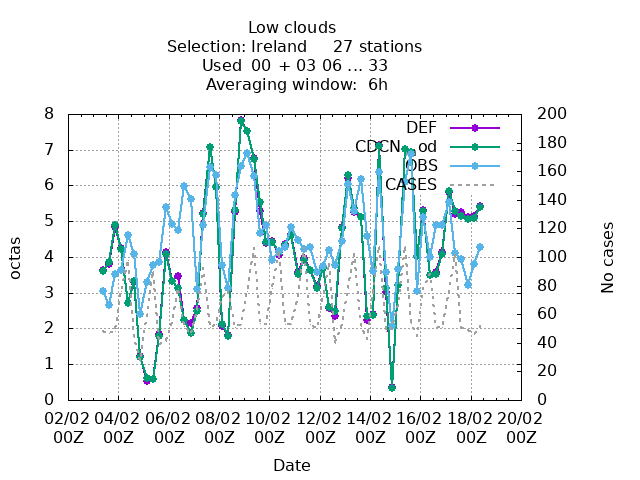 Low clouds
Selection: Ireland 27 stations
Used 00 + 03 06 ... 33
Averaging window: 6h
8 200
DEF
7 180
CDCN od
OBS
6 160
CASES
5 140
120
4 100
3 80
60
2 40
1 20
0 0
octas
No cases
02/02 04/02 06/02 08/02 10/02 12/02 14/02 16/02 18/02 20/02
00Z 00Z 00Z 00Z 00Z 00Z 00Z 00Z 00Z 00Z
Date